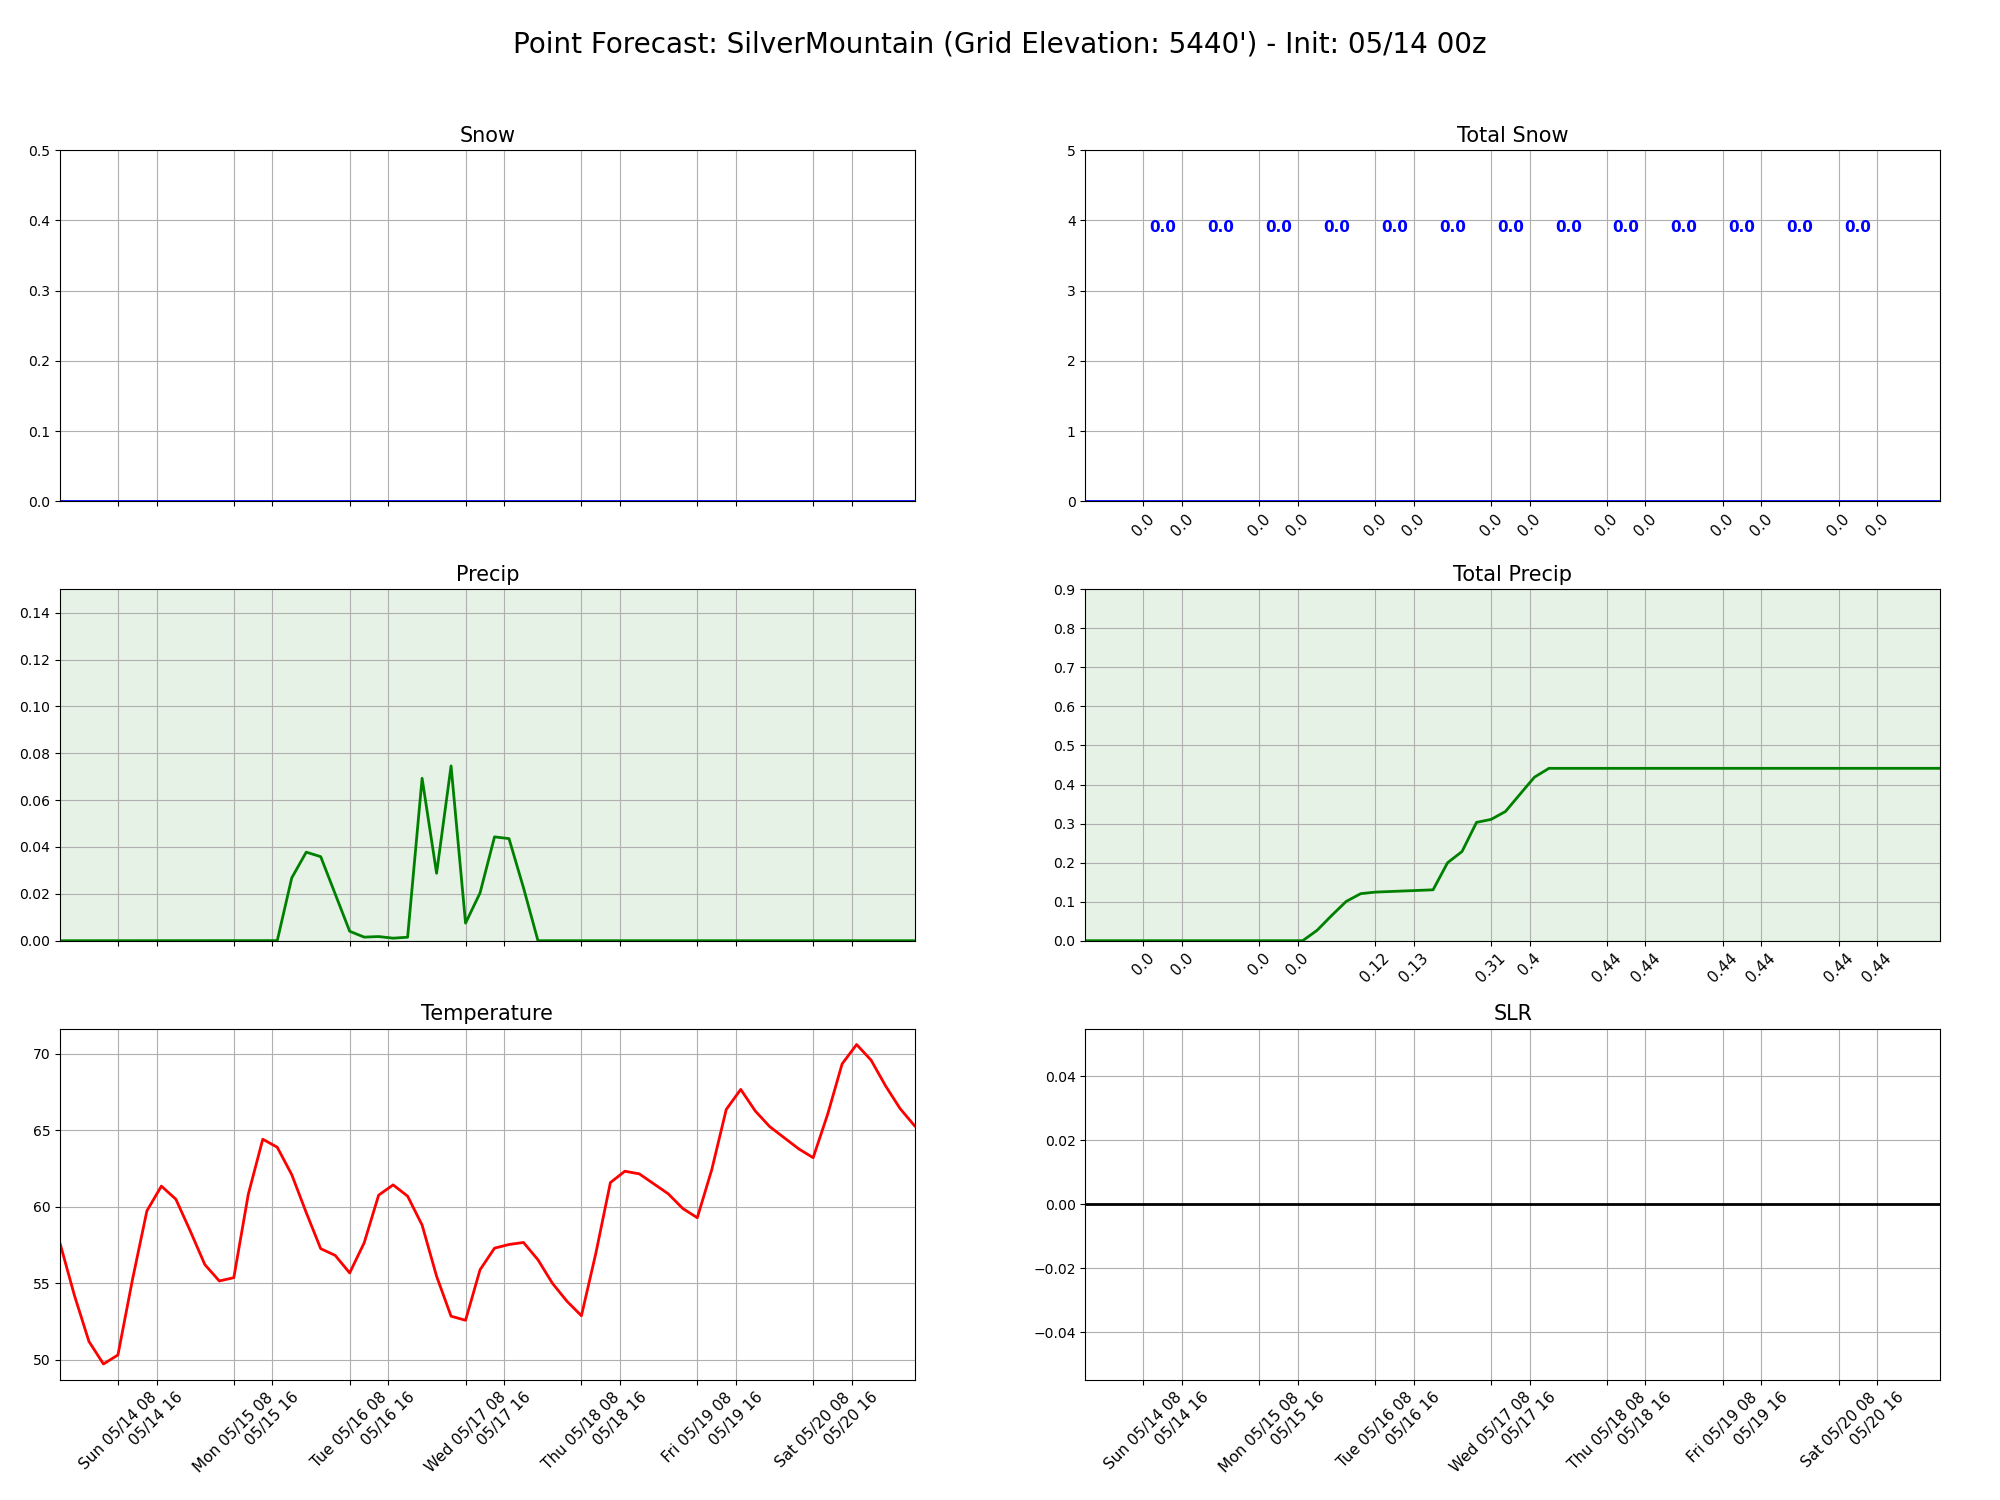 Point Forecast: SilverMountain (Grid Elevation: 5440') - Init: 05/14 00z
Snow
0.5
0.4
0.3
0.2
0.1
0.0
Total Snow
5
4
3
2
1
0
0.0 0.0 0.0 0.0 0.0 0.0 0.0 0.0 0.0 0.0 0.0 0.0 0.0
0.0 0.0 0.0 0.0 0.0 0.0 0.0 0.0 0.0 0.0 0.0 0.0 0.0 0.0
Precip
0.14
0.12
0.10
0.08
0.06
0.04
0.02
0.00
Total Precip
0.9
0.8
0.7
0.6
0.5
0.4
0.3
0.2
0.1
0.0
0.0 0.0 0.0 0.0 0.12 0.13 0.31 0.4 0.44 0.44 0.44 0.44 0.44 0.44
Temperature
70
65
60
55
50
Sun 05/14 08
05/14 16
Mon 05/15 08
05/15 16
Tue 05/16 08
05/16 16
Wed 05/17 08
05/17 16
Thu 05/18 08
05/18 16
Fri 05/19 08
05/19 16
Sat 05/20 08
05/20 16
SLR
0.04
0.02
0.00
−0.02
−0.04
Sun 05/14 08
05/14 16
Mon 05/15 08
05/15 16
Tue 05/16 08
05/16 16
Wed 05/17 08
05/17 16
Thu 05/18 08
05/18 16
Fri 05/19 08
05/19 16
Sat 05/20 08
05/20 16